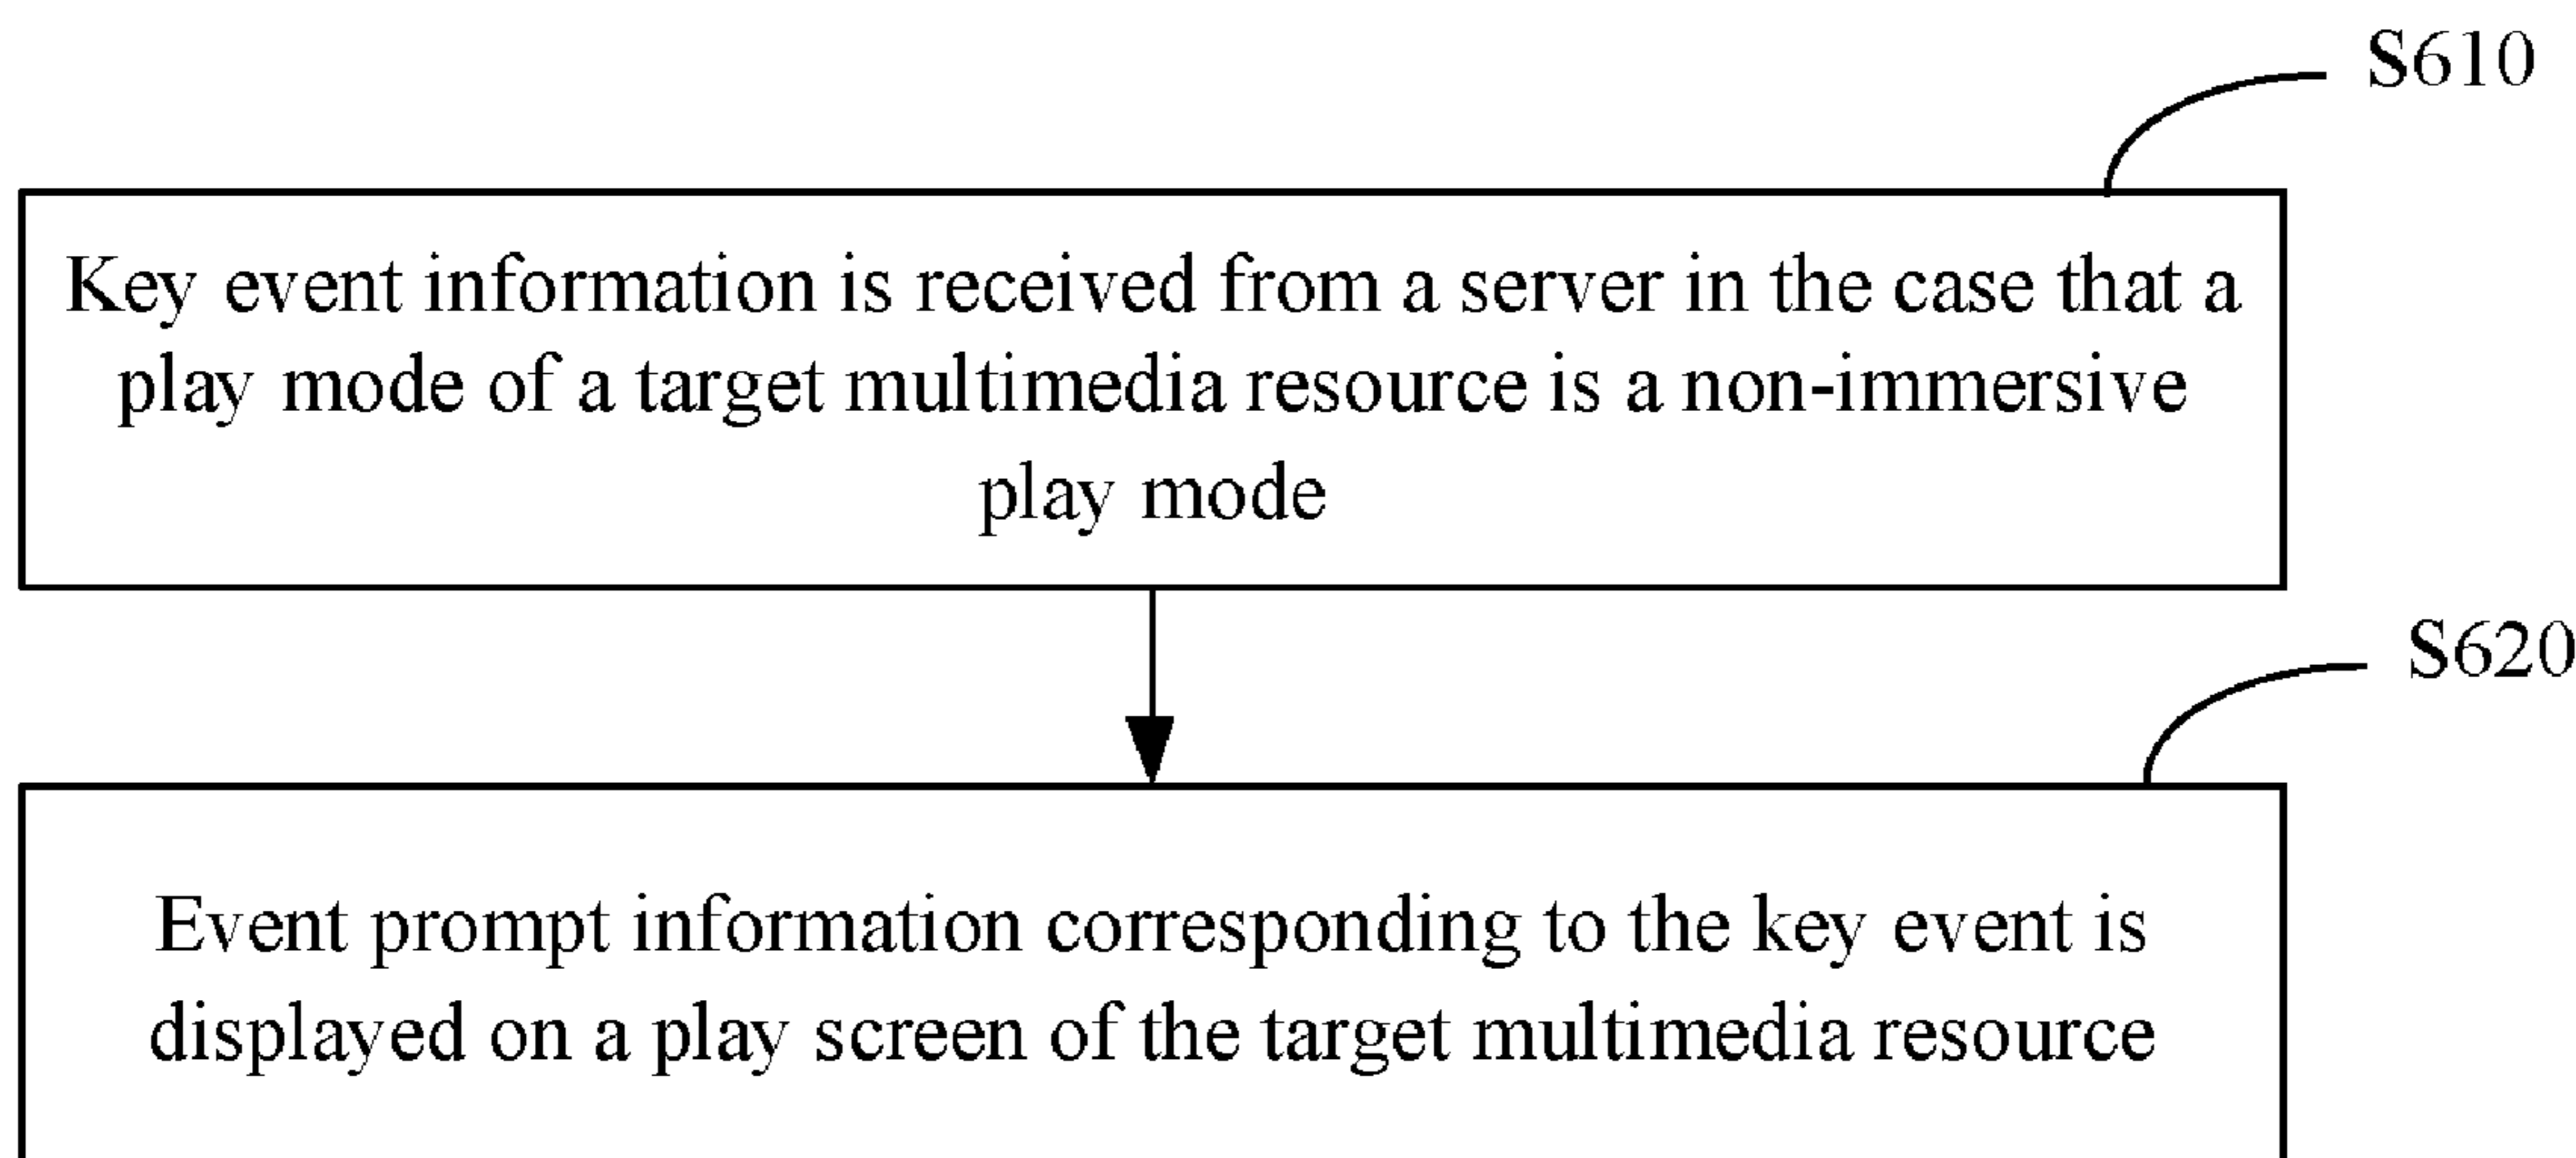 S610
Key event information is received from a server in the case that a
play mode of a target multimedia resource is a non-immersive
play mode
S620
Event prompt information corresponding to the key event is
displayed on a play screen of the target multimedia resource